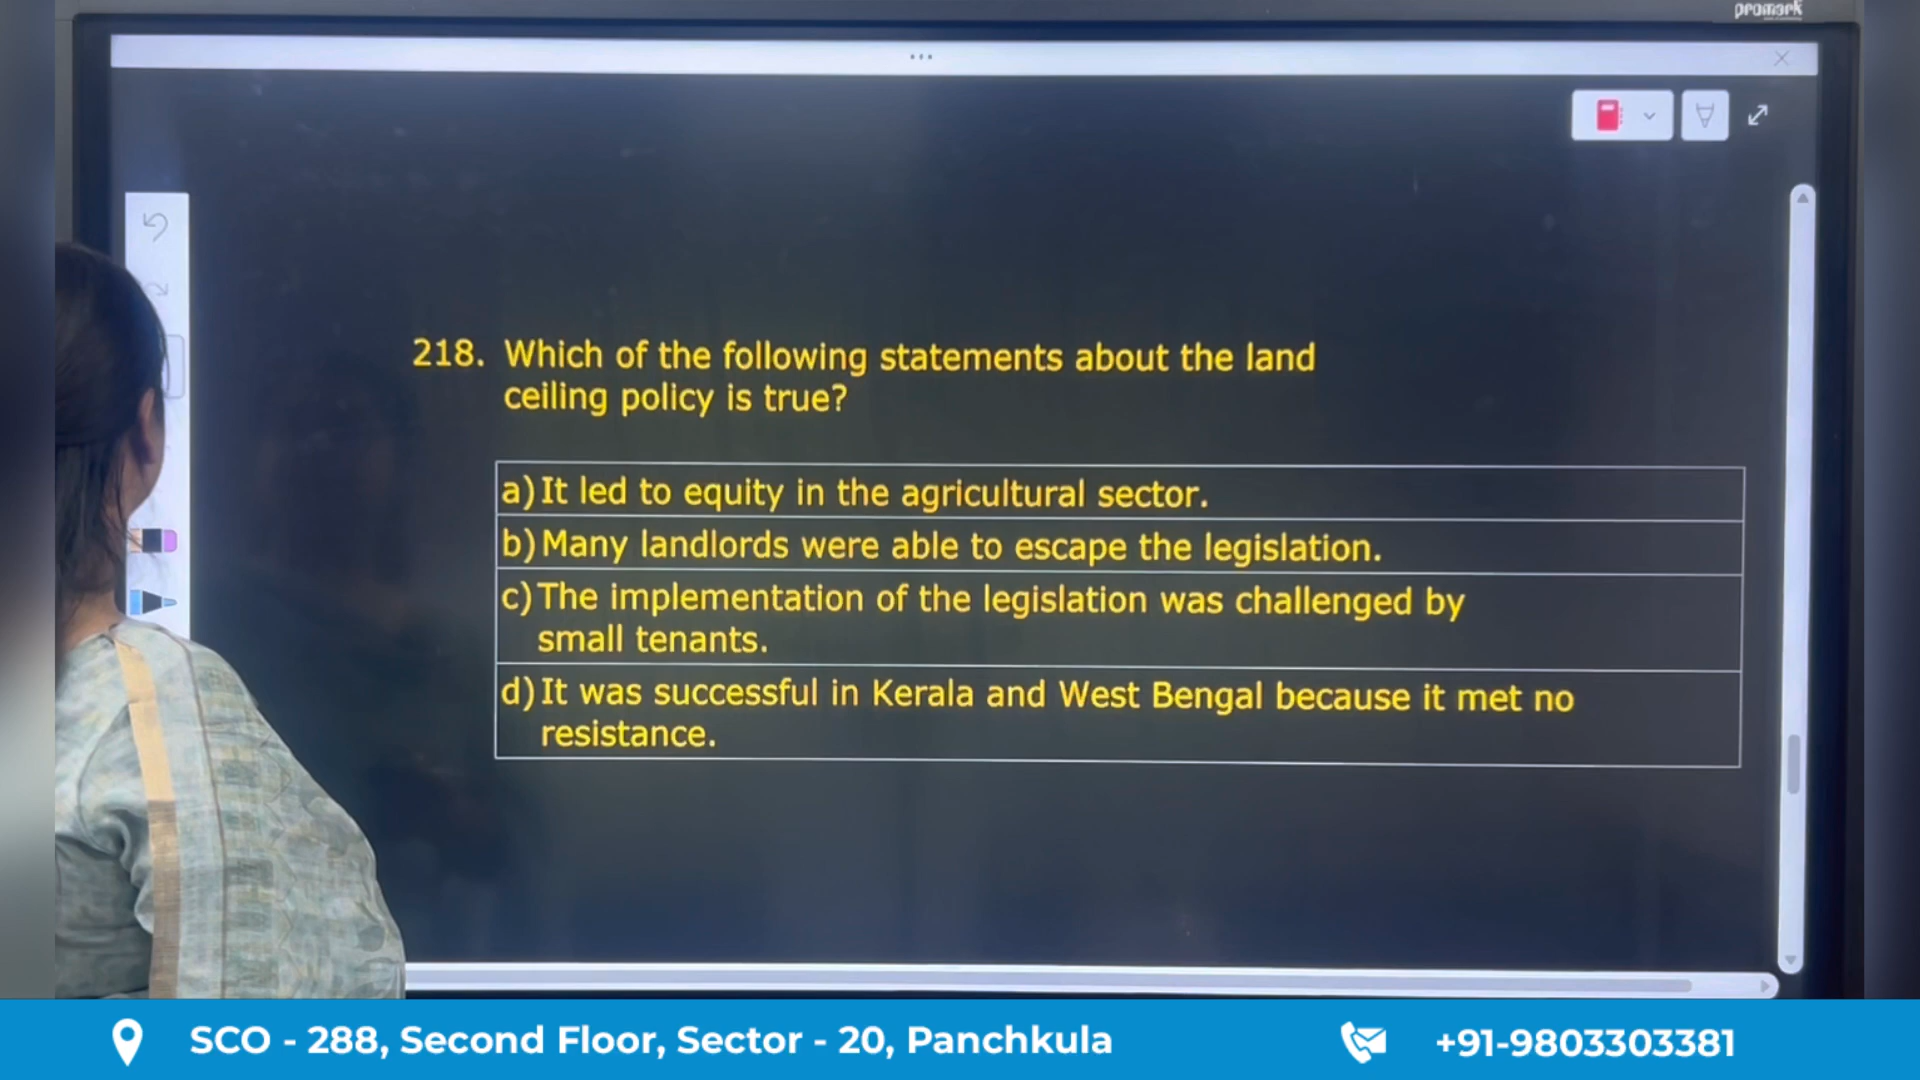 promark
218. Which of the following statements about the land
ceiling policy is true?
a) It led to equity in the agricultural sector.
b) Many landlords were able to escape the legislation.
c) The implementation of the legislation was challenged by
small tenants.
d) It was successful in Kerala and West Bengal because it met no
resistance.
SCO - 288, Second Floor, Sector - 20, Panchkula
+91-9803303381